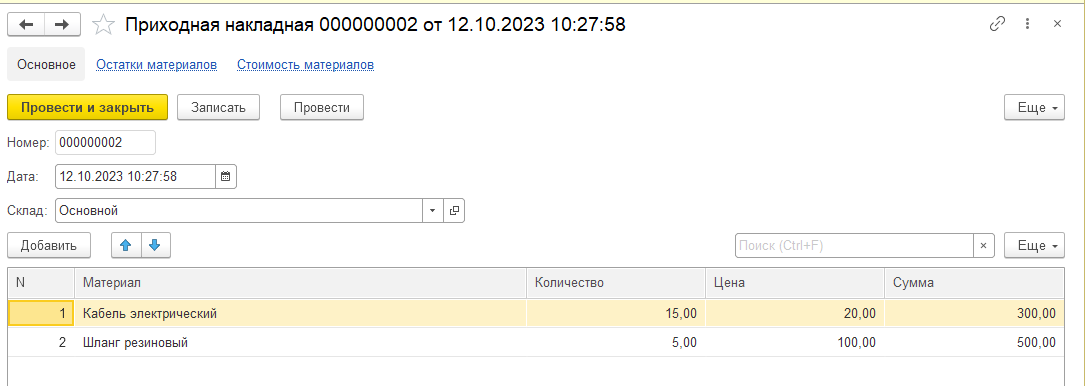 Приходная накладная 000000002 от 12.10.2023 10:27:58
Основное Остатки материалов Стоимость материалов
Провести и закрыть Записать Провести Еще
Номер: 000000002
Дата: 12.10.2023 10:27:58
Склад: Основной
Добавить Поиск (Ctrl+F) × Еще
N Материал Количество Цена Сумма
1 Кабель электрический 15,00 20,00 300,00
2 Шланг резиновый 5,00 100,00 500,00